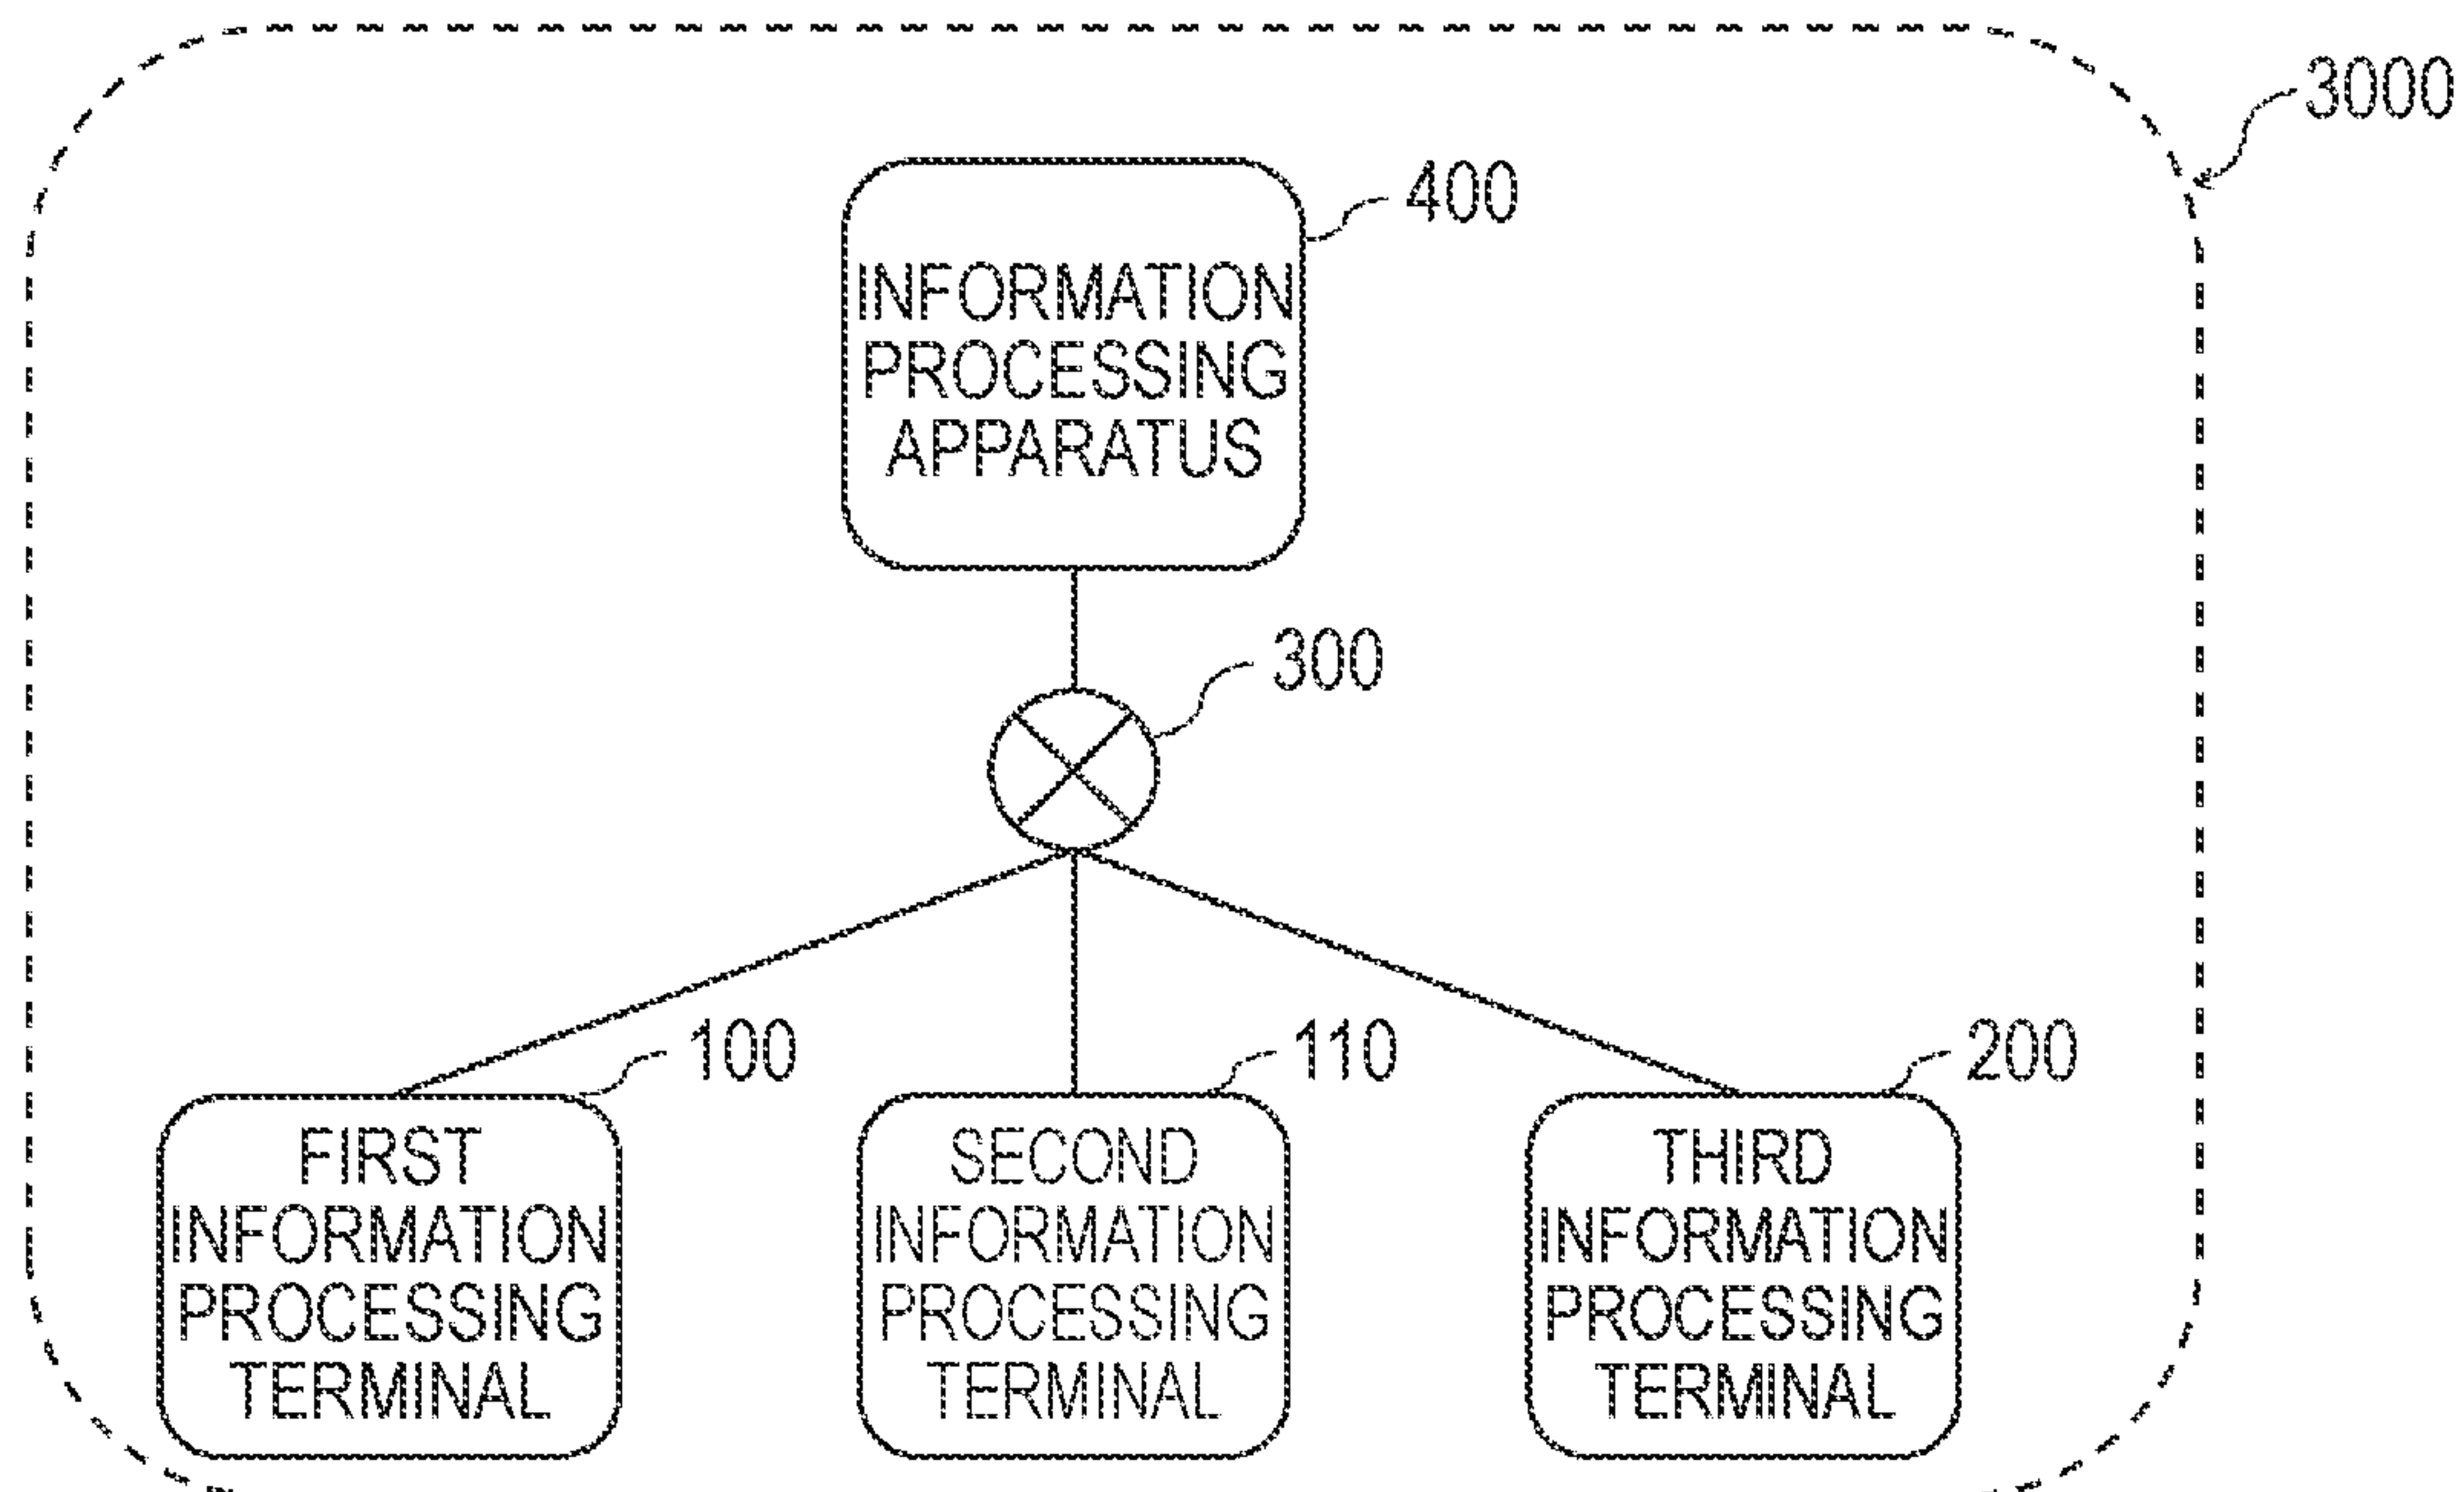 3000
400
INFORMATION
PROCESSING
APPARATUS
300
100
FIRST
INFORMATION
PROCESSING
TERMINAL
110
SECOND
INFORMATION
PROCESSING
TERMINAL
200
THIRD
INFORMATION
PROCESSING
TERMINAL